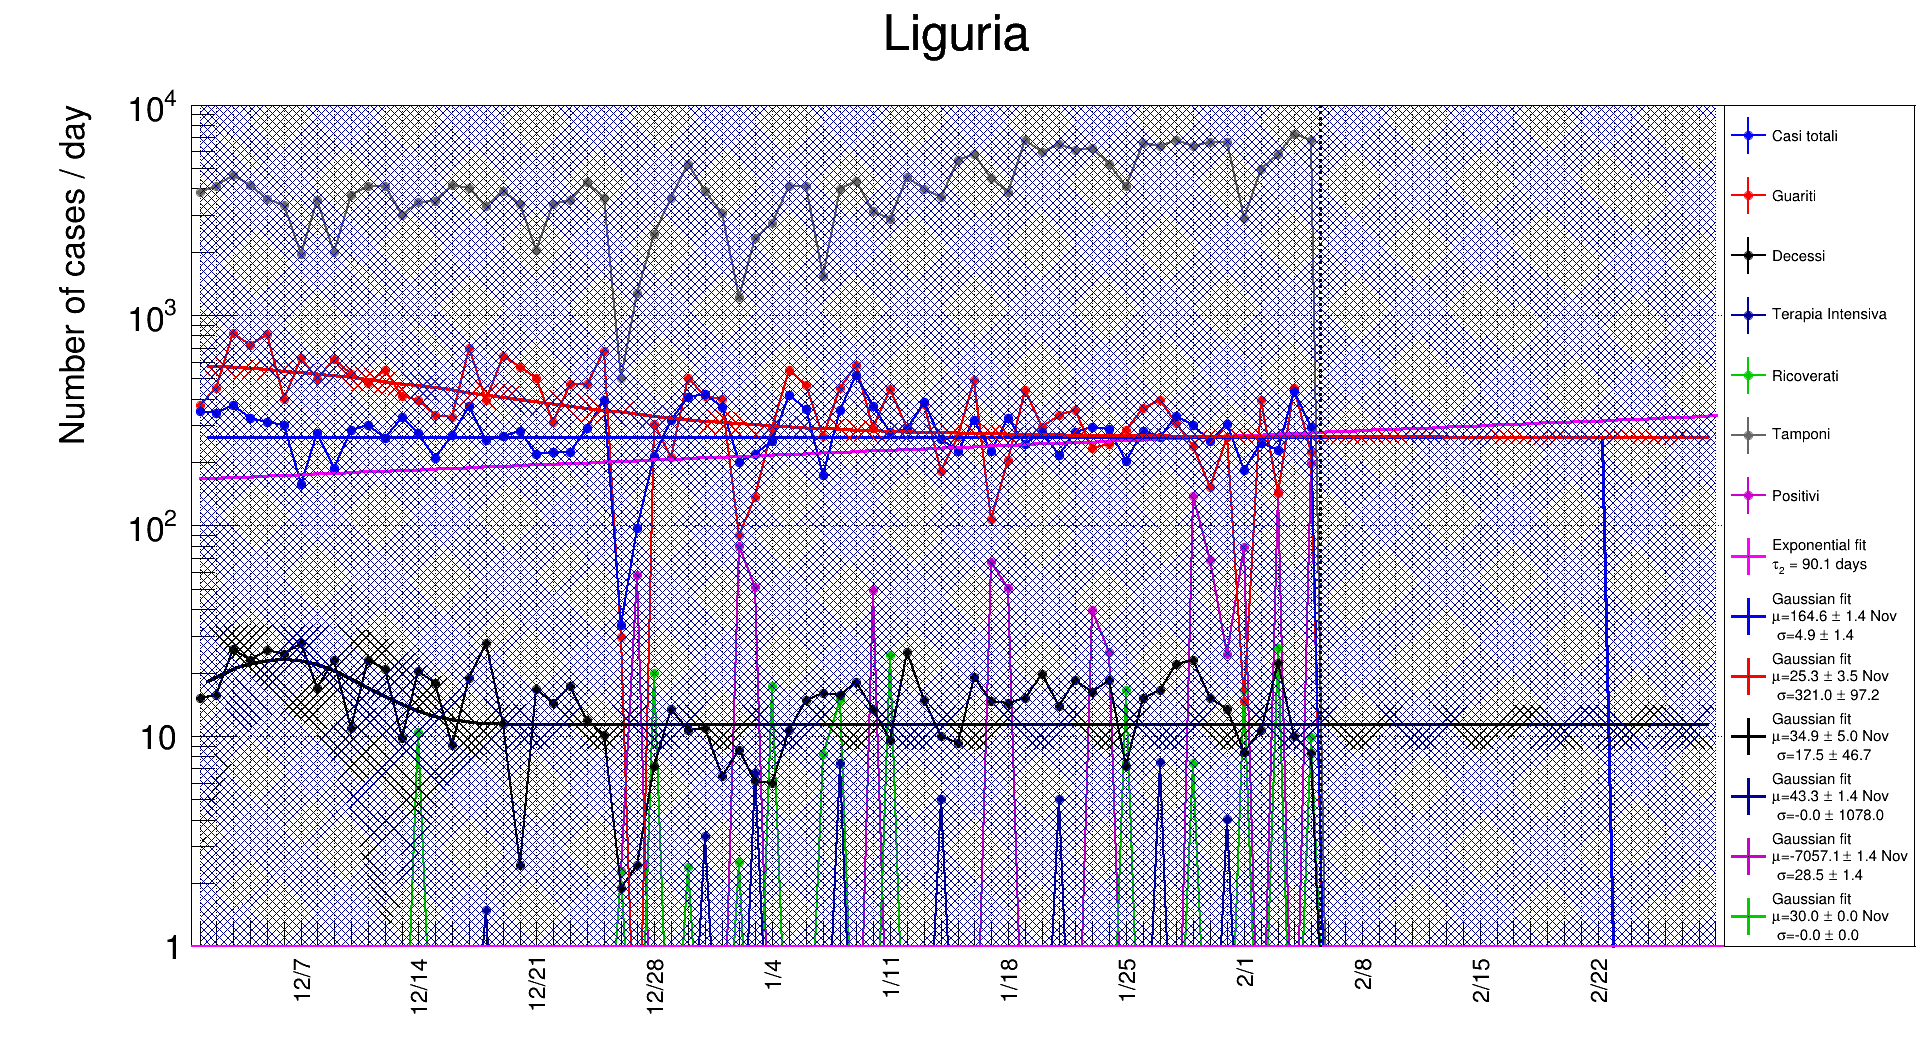 Liguria
Number of cases / day
10^4
10^3
10^2
10
1
12/7
12/14
12/21
12/28
1/4
1/11
1/18
1/25
2/1
2/8
2/15
2/22
Casi totali
Guariti
Decessi
Terapia Intensiva
Ricoverati
Tamponi
Positivi
Exponential fit
τ₂ = 90.1 days
Gaussian fit
μ=164.6 ± 1.4 Nov
σ=4.9 ± 1.4
Gaussian fit
μ=25.3 ± 3.5 Nov
σ=321.0 ± 97.2
Gaussian fit
μ=34.9 ± 5.0 Nov
σ=17.5 ± 46.7
Gaussian fit
μ=43.3 ± 1.4 Nov
σ=-0.0 ± 1078.0
Gaussian fit
μ=-7057.1 ± 1.4 Nov
σ=28.5 ± 1.4
Gaussian fit
μ=30.0 ± 0.0 Nov
σ=-0.0 ± 0.0